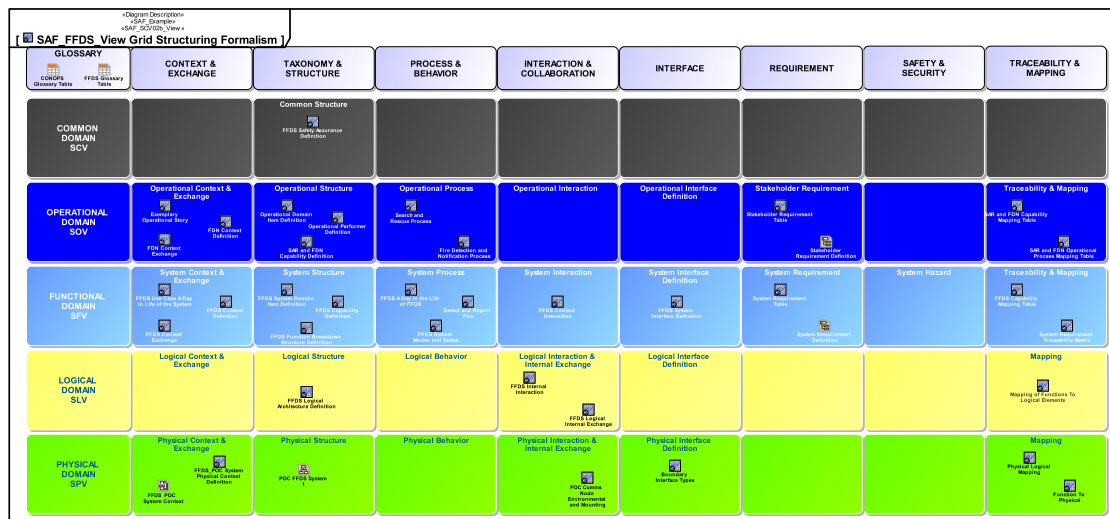 «Diagram Description»
«SAF_Example»
«SAF_SCV02b_View »
[ SAF_FFDS_View Grid Structuring Formalism ]
GLOSSARY
CONOPS
Glossary Table
FFDS Glossary
Table
CONTEXT &
EXCHANGE
TAXONOMY &
STRUCTURE
PROCESS &
BEHAVIOR
INTERACTION &
COLLABORATION
INTERFACE
REQUIREMENT
SAFETY &
SECURITY
TRACEABILITY &
MAPPING
COMMON
DOMAIN
SCV
Common Structure
FFDS Safety Assurance
Definition
OPERATIONAL
DOMAIN
SOV
Operational Context &
Exchange
Exemplary
Operational Story
FDN Context
Definition
FDN Context
Exchange
Operational Structure
Operational Domain
Item Definition
Operational Performer
Definition
SAR and FDN
Capability Definition
Operational Process
Search and
Rescue Process
Fire Detection and
Notification Process
Operational Interaction
Operational Interface
Definition
Stakeholder Requirement
Stakeholder Requirement
Table
Stakeholder
Requirement Definition
Traceability & Mapping
SAR and FDN Capability
Mapping Table
SAR and FDN Operational
Process Mapping Table
FUNCTIONAL
DOMAIN
SFV
System Context &
Exchange
FFDS Use Case A Day
in Life of the System
FFDS Context
Definition
FFDS Context
Exchange
System Structure
FFDS System Domain
Item Definition
FFDS Capability
Definition
FFDS Function Breakdown
Structure Definition
System Process
FFDS A Day in the Life
of FFDS
Detect and Report
Fire
FFDS System
Modes and States
System Interaction
FFDS Context
Interaction
System Interface
Definition
FFDS System
Interface Definition
System Requirement
System Requirement
Table
System Requirement
Definition
System Hazard
Traceability & Mapping
FFDS Capability
Mapping Table
System Requirement
Traceability Matrix
LOGICAL
DOMAIN
SLV
Logical Context &
Exchange
Logical Structure
FFDS Logical
Architecture Definition
Logical Behavior
Logical Interaction &
Internal Exchange
FFDS Internal
Interaction
FFDS Logical
Internal Exchange
Logical Interface
Definition
Mapping
Mapping of Functions To
Logical Elements
PHYSICAL
DOMAIN
SPV
Physical Context &
Exchange
FFDS_POC System
Physical Context
Definition
FFDS_POC
System Context
Physical Structure
POC FFDS System
1
Physical Behavior
Physical Interaction &
Internal Exchange
POC Comms
Node
Environmental
and Mounting
Physical Interface
Definition
Boundary
Interface Types
Mapping
Physical Logical
Mapping
Function To
Physical